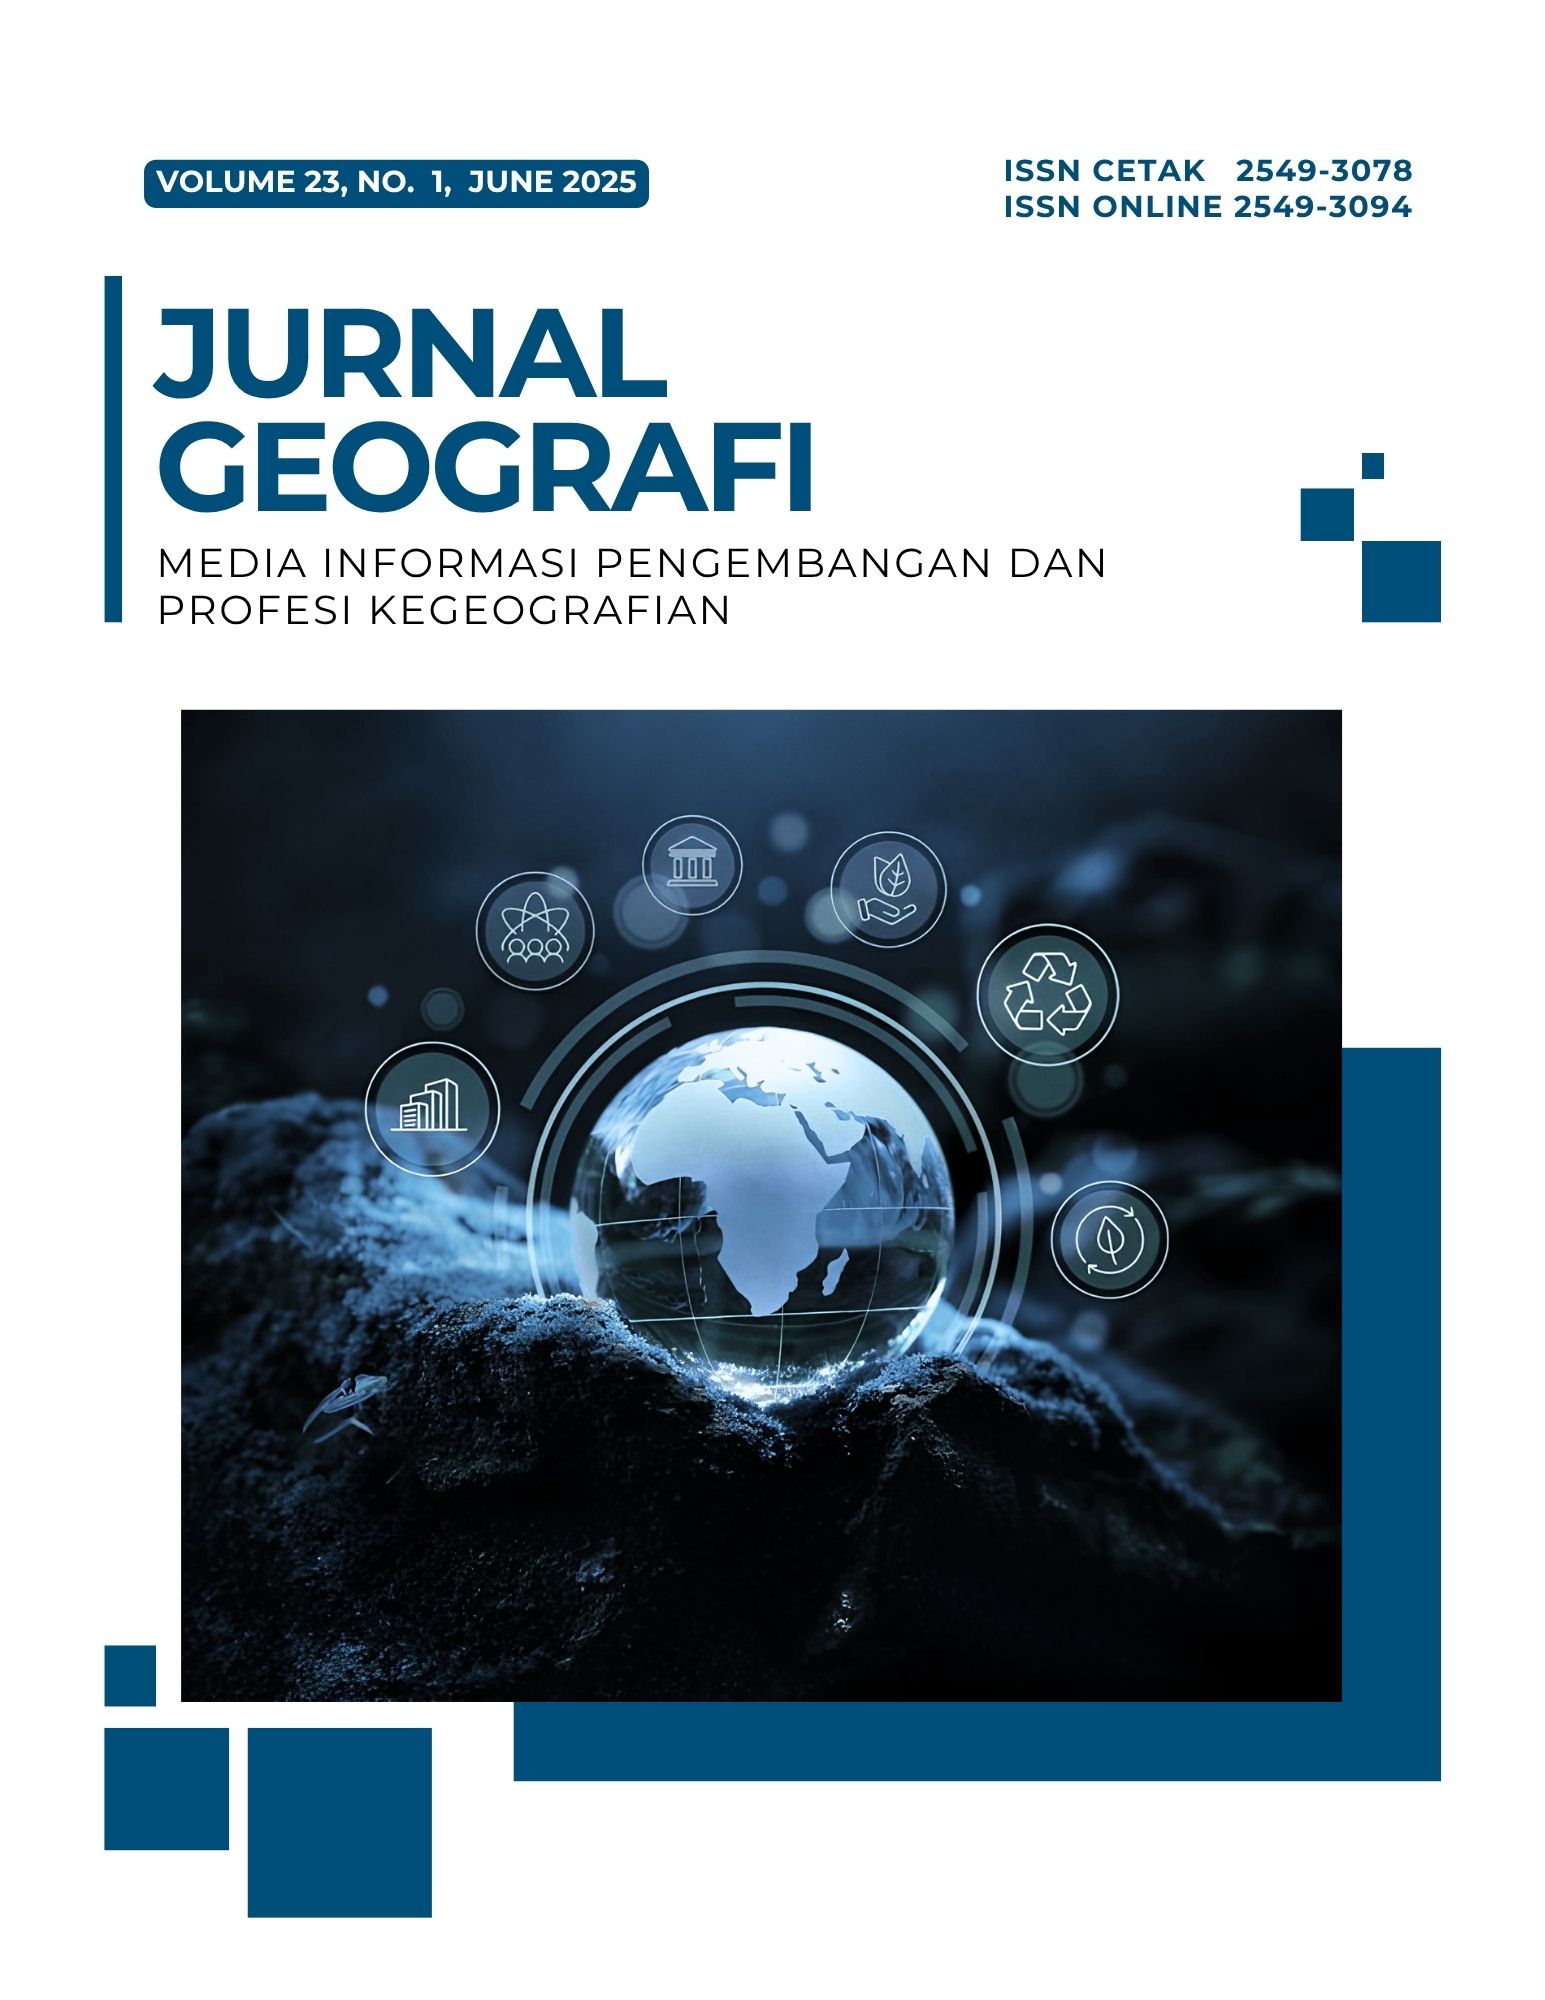 VOLUME 23, NO. 1, JUNE 2025
ISSN CETAK 2549-3078
ISSN ONLINE 2549-3094
JURNAL
GEOGRAFI
MEDIA INFORMASI PENGEMBANGAN DAN
PROFESI KEGEOGRAFIAN